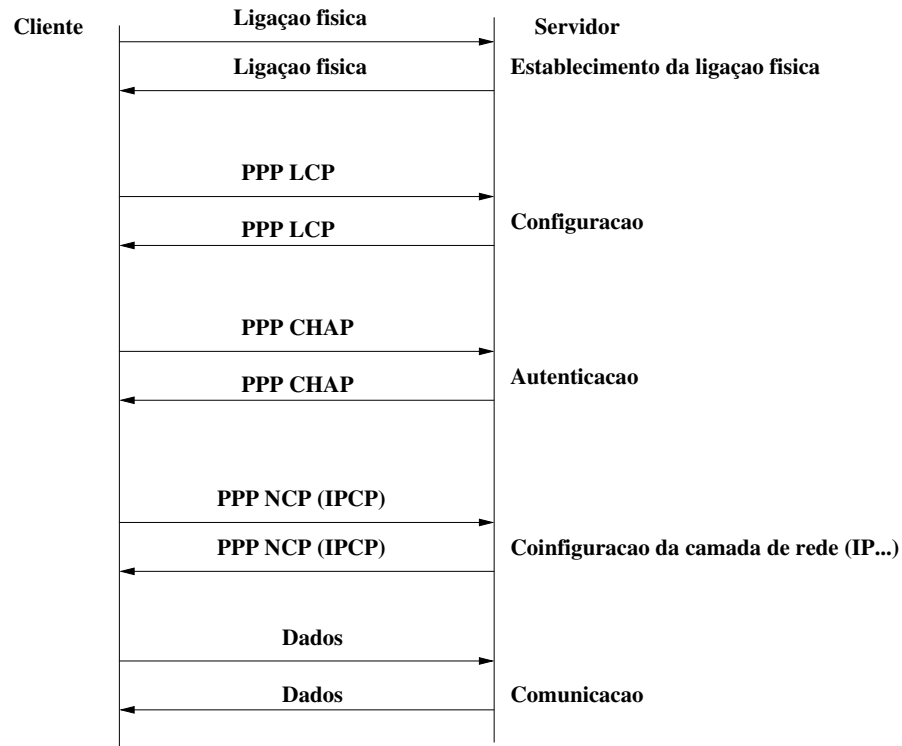 Cliente
Ligaçao fisica
Servidor
Ligaçao fisica
Establecimento da ligaçao fisica
PPP LCP
PPP LCP
Configuracao
PPP CHAP
PPP CHAP
Autenticacao
PPP NCP (IPCP)
PPP NCP (IPCP)
Coinfiguracao da camada de rede (IP...)
Dados
Dados
Comunicacao